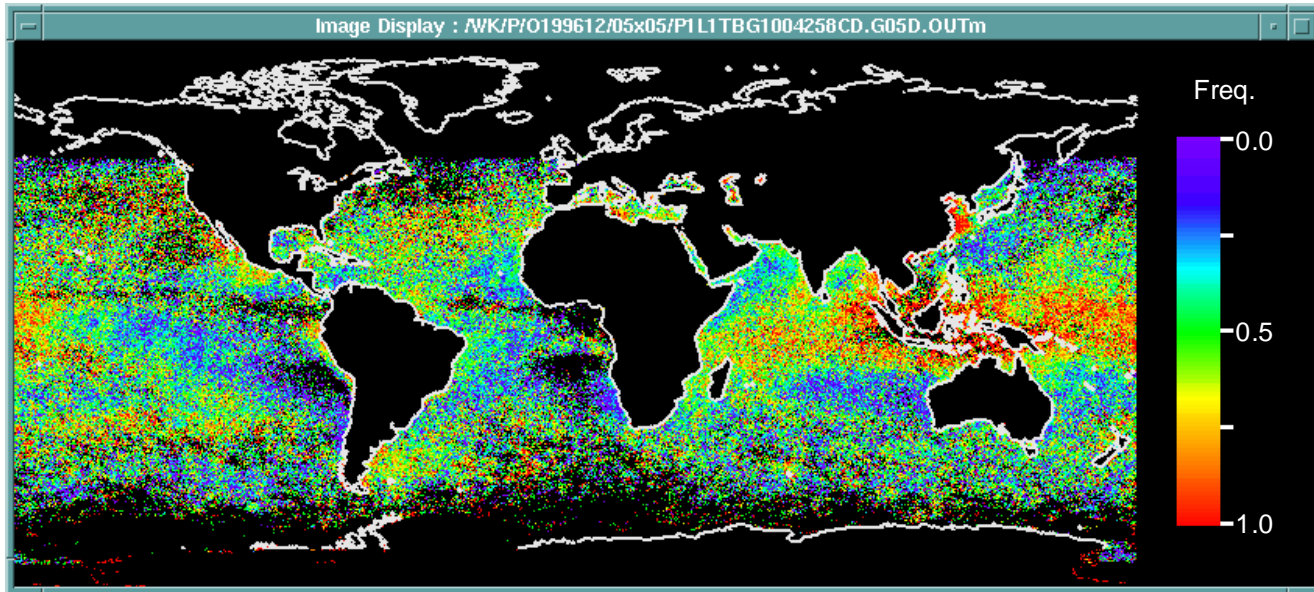 Image Display : /WK/P/O199612/05x05/P1L1TBG1004258CD.G05D.OUTm
Freq.
0.0
0.5
1.0